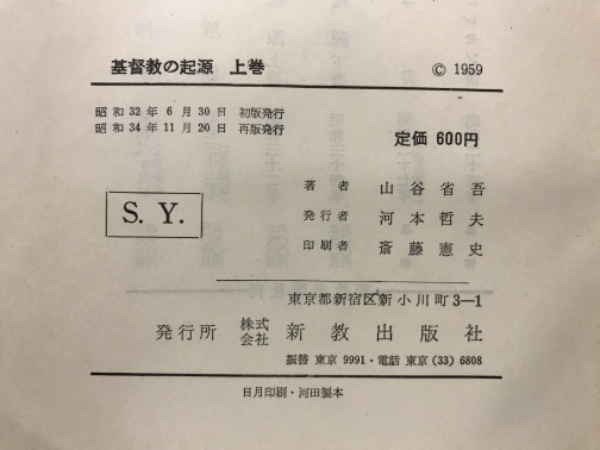 基督教の起源 上巻 © 1959
昭和32年6月30日 初版発行
昭和34年11月20日 再版発行
定価 600円
S. Y.
著者 山谷省吾
発行者 河本哲夫
印刷者 斎藤憲史
東京都新宿区新小川町3—1
発行所 株式会社 新教出版社
振替 東京 9991・電話 東京 (33) 6808
日月印刷・河田製本